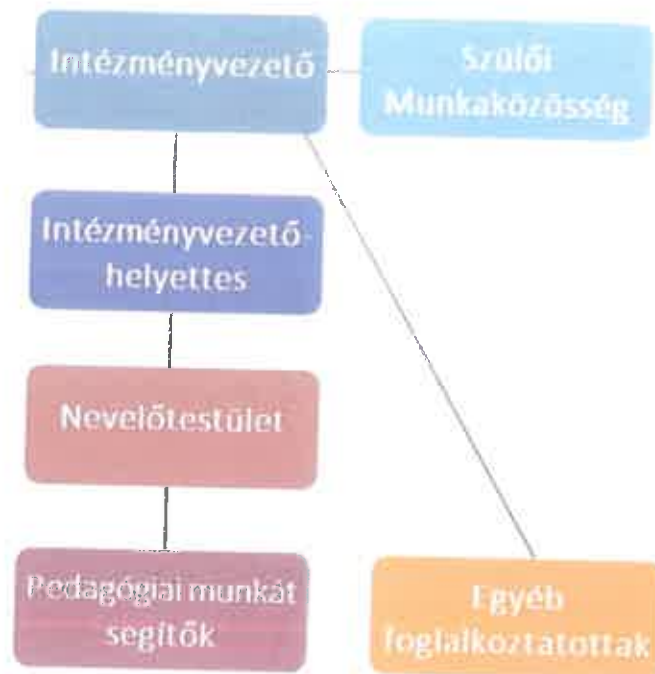 Intézményvezető
Szülői
Munkaközösség
Intézményvezető-
helyettes
Nevelőtestület
Pedagógiai munkát
segítők
Egyéb
foglalkoztatottak